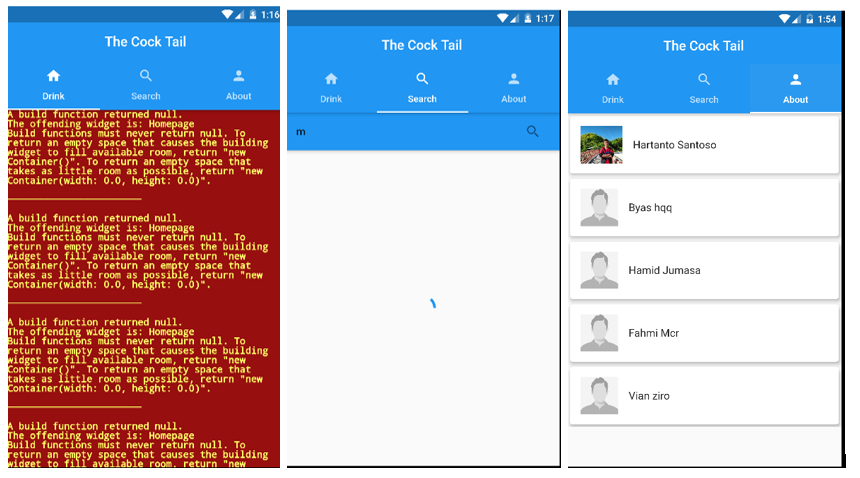 1:16
The Cock Tail
Drink
Search
About
A build function returned null.
The offending widget is: Homepage
Build functions must never return null. To
return an empty space that causes the building
widget to fill available room, return "new
Container()". To return an empty space that
takes as little room as possible, return "new
Container(width: 0.0, height: 0.0)".
A build function returned null.
The offending widget is: Homepage
Build functions must never return null. To
return an empty space that causes the building
widget to fill available room, return "new
Container()". To return an empty space that
takes as little room as possible, return "new
Container(width: 0.0, height: 0.0)".
A build function returned null.
The offending widget is: Homepage
Build functions must never return null. To
return an empty space that causes the building
widget to fill available room, return "new
Container()". To return an empty space that
takes as little room as possible, return "new
Container(width: 0.0, height: 0.0)".
A build function returned null.
The offending widget is: Homepage
Build functions must never return null. To
return an empty space that causes the building
widget to fill available room, return "new
1:17
The Cock Tail
Drink
Search
About
m
1:54
The Cock Tail
Drink
Search
About
Hartanto Santoso
Byas hqq
Hamid Jumasa
Fahmi Mcr
Vian ziro